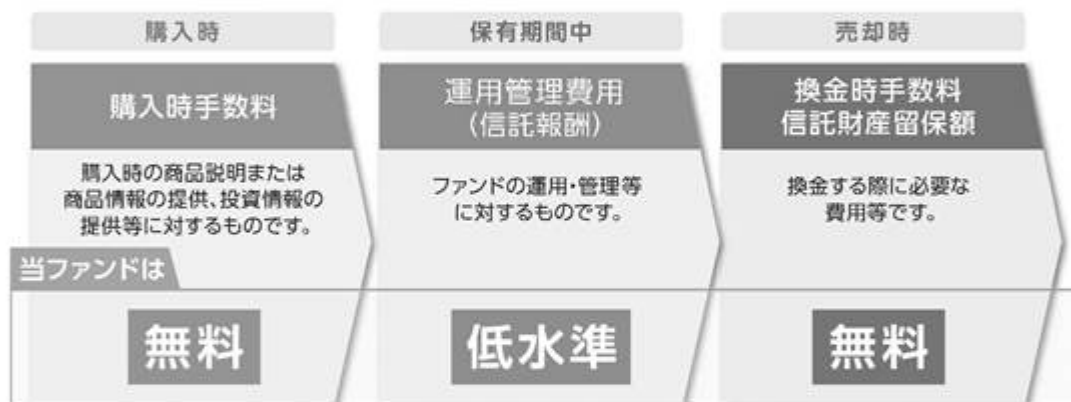 購入時
購入時手数料
購入時の商品説明または
商品情報の提供、投資情報の
提供等に対するものです。
保有期間中
運用管理費用
(信託報酬)
ファンドの運用・管理等
に対するものです。
売却時
換金時手数料
信託財産留保額
換金する際に必要な
費用等です。
当ファンドは
無料
低水準
無料